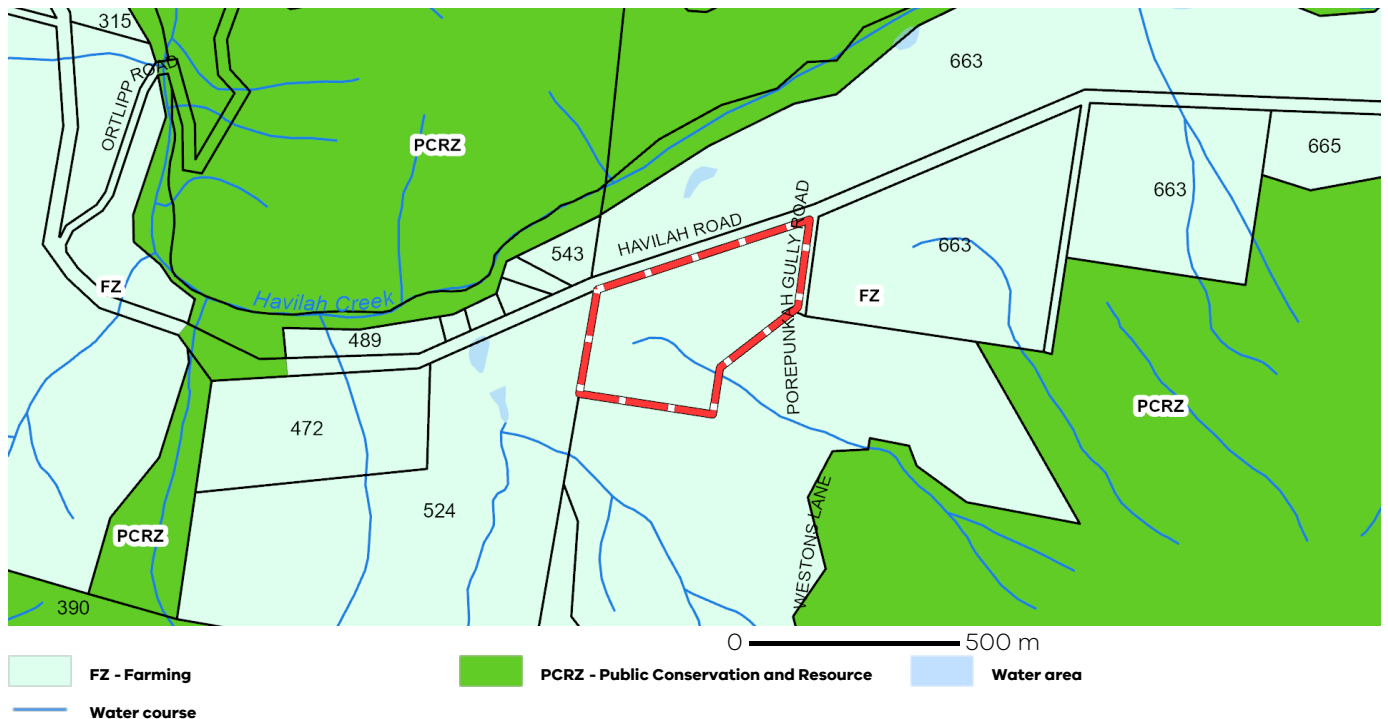 315
ORTLIPP ROAD
663
PCRZ
665
663
HAVILAH ROAD
POREPUNKAH GULLY ROAD
543
663
FZ
FZ
Havilah Creek
489
PCRZ
472
524
WESTONS LANE
PCRZ
390
0 500 m
FZ - Farming PCRZ - Public Conservation and Resource Water area
Water course